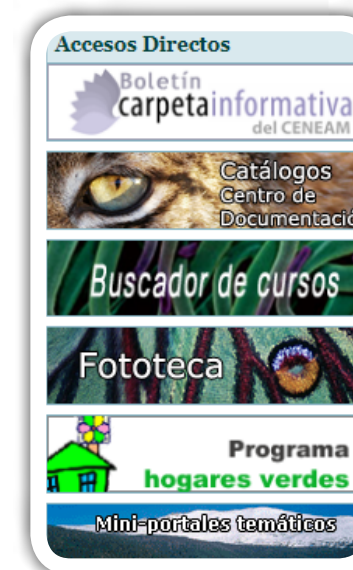 Accesos Directos
Boletín
carpetainformativa
del CENEAM
Catálogos
Centro de
Documentació
Buscador de cursos
Fototeca
Programa
hogares verdes
Mini-portales temáticos